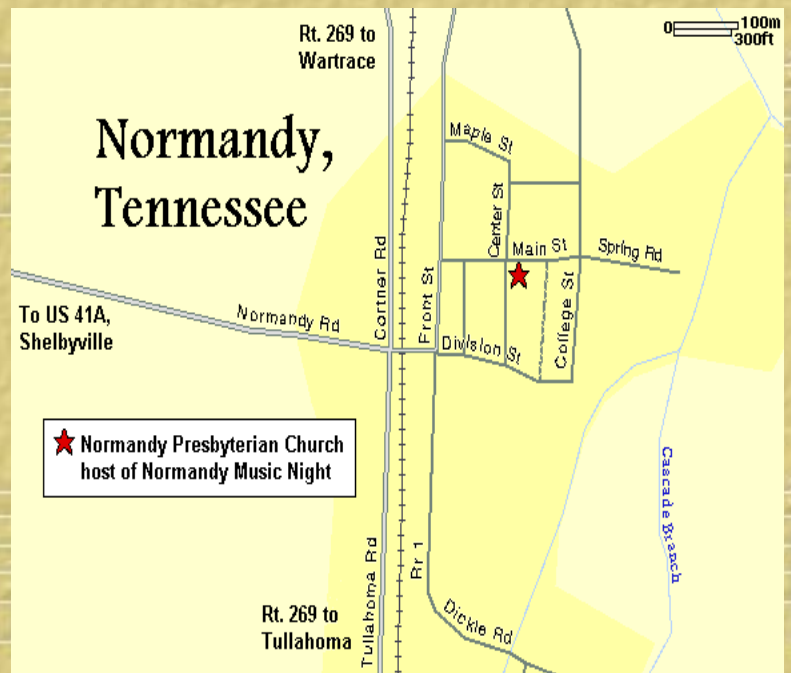 Rt. 269 to
Wartrace
0 100m
300ft
Normandy,
Tennessee
Maple St
Center St
Main St
Spring Rd
Cortner Rd
Front St
College St
To US 41A,
Shelbyville
Normandy Rd
Division St
Normandy Presbyterian Church
host of Normandy Music Night
Cascade Branch
Rr 1
Tullahoma Rd
Rt. 269 to
Tullahoma
Dickle Rd